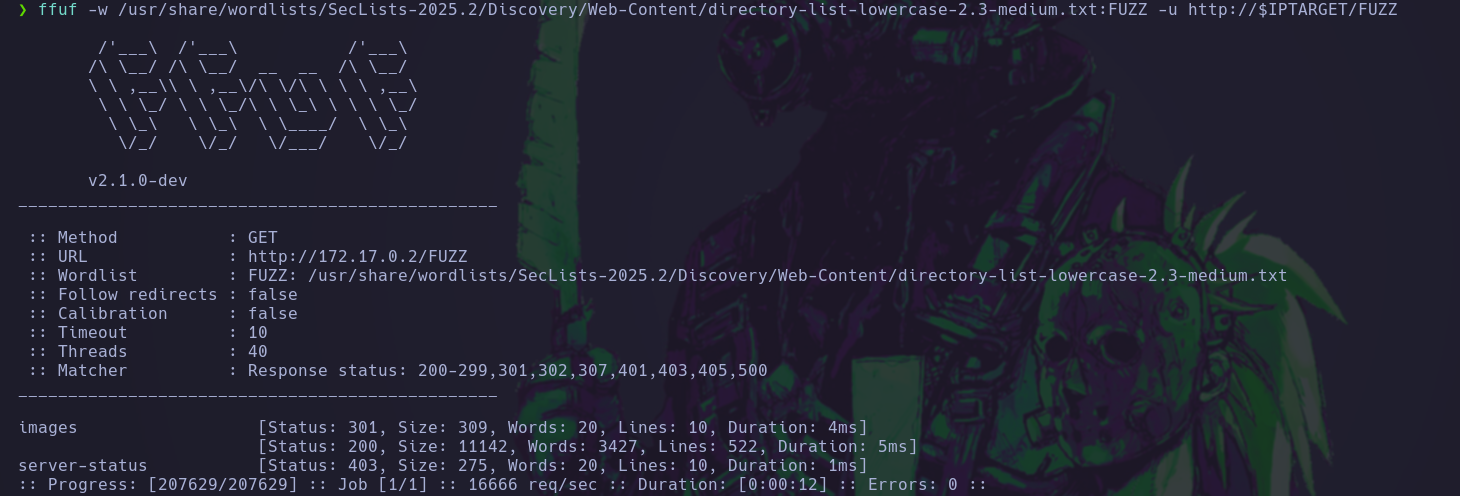 ❯ ffuf -w /usr/share/wordlists/SecLists-2025.2/Discovery/Web-Content/directory-list-lowercase-2.3-medium.txt:FUZZ -u http://$IPTARGET/FUZZ
        /'___\  /'___\           /'___\
       /\ \__/ /\ \__/  __  __  /\ \__/
       \ \ ,__\\ \ ,__\/\ \/\ \ \ \ ,__\
        \ \ \_/ \ \ \_/\ \ \_\ \ \ \ \_/
         \ \_\   \ \_\  \ \____/  \ \_\
          \/_/    \/_/   \/___/    \/_/
       v2.1.0-dev
________________________________________________
 :: Method           : GET
 :: URL              : http://172.17.0.2/FUZZ
 :: Wordlist         : FUZZ: /usr/share/wordlists/SecLists-2025.2/Discovery/Web-Content/directory-list-lowercase-2.3-medium.txt
 :: Follow redirects : false
 :: Calibration      : false
 :: Timeout          : 10
 :: Threads          : 40
 :: Matcher          : Response status: 200-299,301,302,307,401,403,405,500
________________________________________________
images                  [Status: 301, Size: 309, Words: 20, Lines: 10, Duration: 4ms]
                        [Status: 200, Size: 11142, Words: 3427, Lines: 522, Duration: 5ms]
server-status           [Status: 403, Size: 275, Words: 20, Lines: 10, Duration: 1ms]
:: Progress: [207629/207629] :: Job [1/1] :: 16666 req/sec :: Duration: [0:00:12] :: Errors: 0 ::